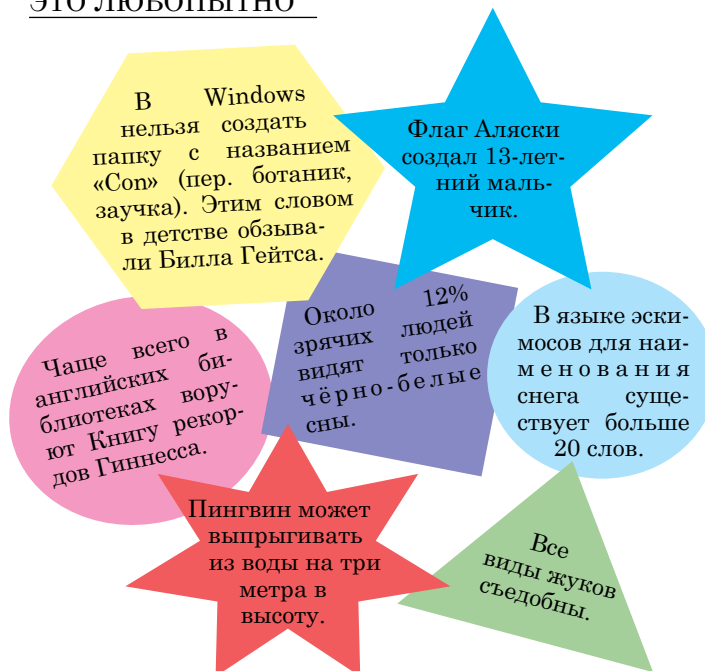 ЭТО ЛЮБОПЫТНО
В Windows
нельзя создать
папку с названием
«Con» (пер. ботаник,
заучка). Этим словом
в детстве обзыва-
ли Билла Гейтса.
Флаг Аляски
создал 13-лет-
ний маль-
чик.
Чаще всего в
английских би-
блиотеках вору-
ют Книгу рекор-
дов Гиннесса.
Около 12%
зрячих людей
видят только
чёрно-белые
сны.
В языке эски-
мосов для наи-
менования
снега суще-
ствует больше
20 слов.
Пингвин может
выпрыгивать
из воды на три
метра в
высоту.
Все
виды жуков
съедобны.